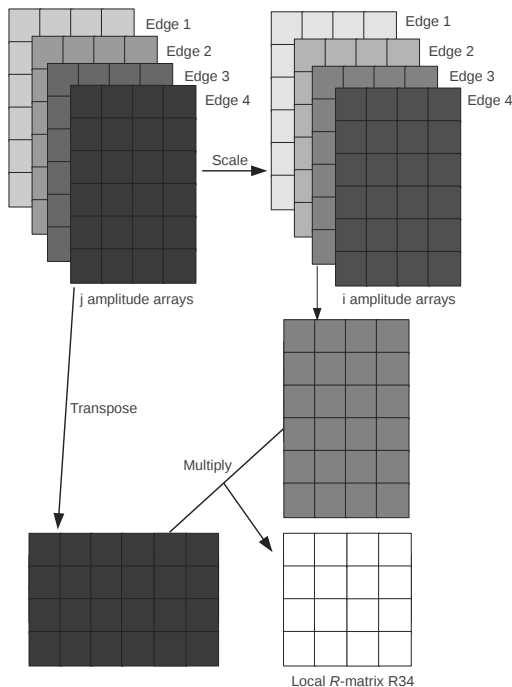 Edge 1
Edge 2
Edge 3
Edge 4
Edge 1
Edge 2
Edge 3
Edge 4
Scale
j amplitude arrays
i amplitude arrays
Transpose
Multiply
Local R-matrix R34